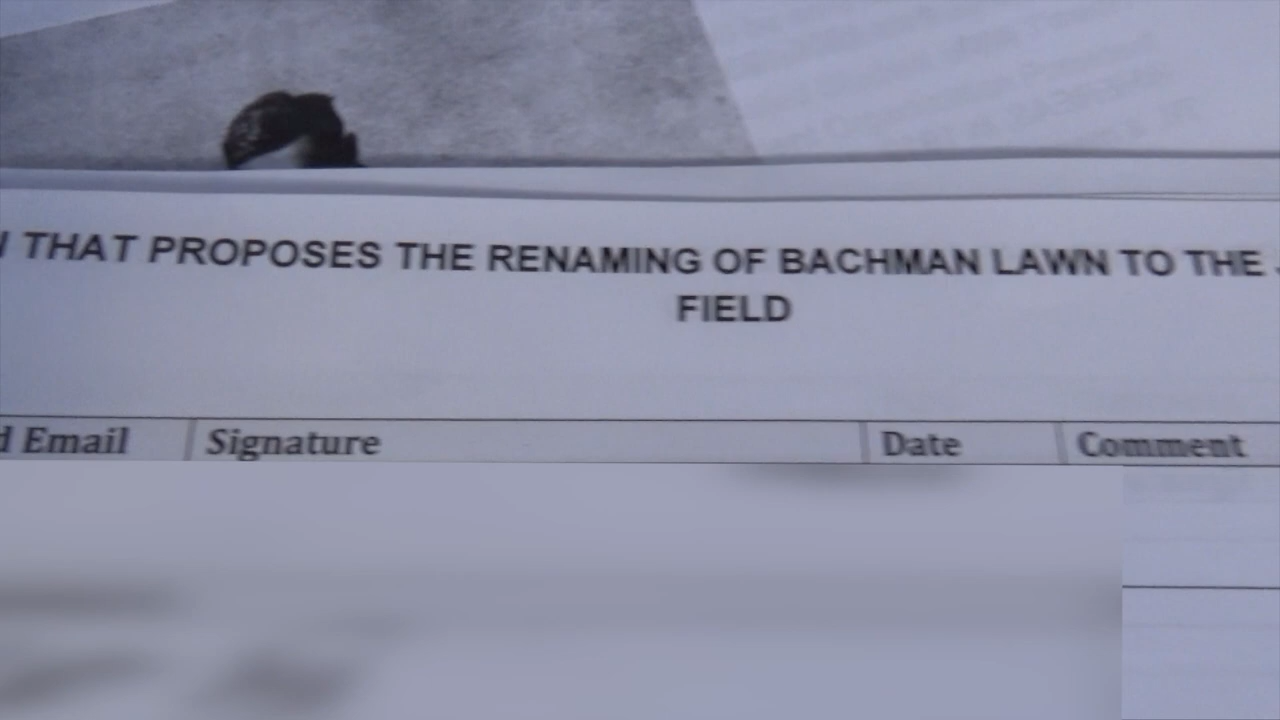 THAT PROPOSES THE RENAMING OF BACHMAN LAWN TO THE
FIELD
Email Signature Date Comment